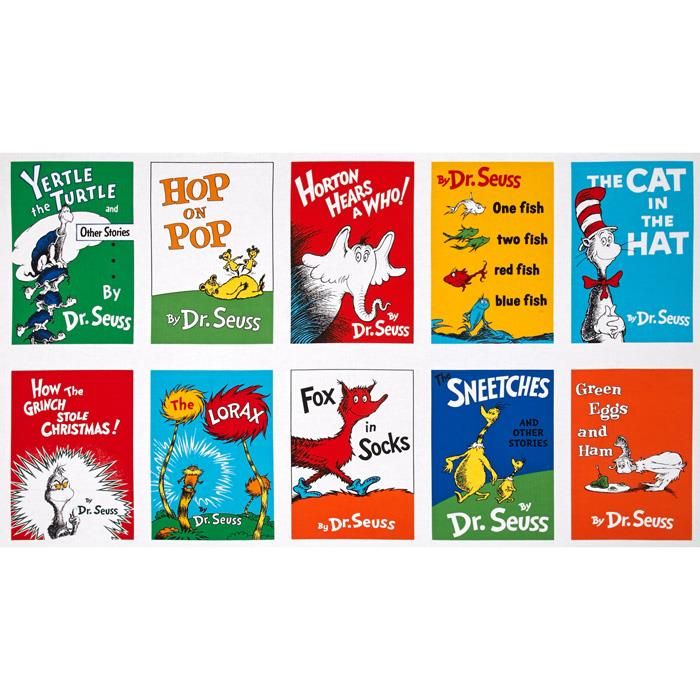 YERTLE
the TURTLE and
Other Stories
By
Dr. Seuss
HOP
ON
POP
By Dr. Seuss
HORTON
HEARS
A WHO!
By
Dr. Seuss
By Dr. Seuss
One fish
two fish
red fish
blue fish
THE CAT
IN
THE
HAT
By Dr. Seuss
HOW THE
GRINCH
STOLE
CHRISTMAS!
By
Dr. Seuss
The
LORAX
By Dr. Seuss
Fox
in
Socks
By Dr. Seuss
The
SNEETCHES
AND
OTHER
STORIES
By
Dr. Seuss
Green
Eggs
and
Ham
By Dr. Seuss